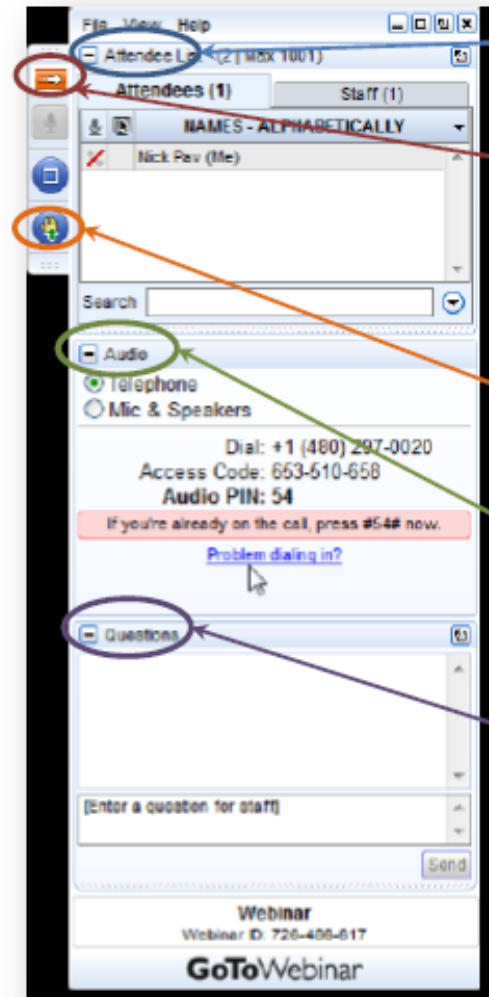 File View Help
Attendee List (2 | Max 1001)
Attendees (1)
Staff (1)
NAMES - ALPHABETICALLY
Nick Pav (Me)
Search
Audio
Telephone
Mic & Speakers
Dial: +1 (480) 297-0020
Access Code: 653-510-658
Audio PIN: 54
If you're already on the call, press #54# now.
Problem dialing in?
Questions
[Enter a question for staff]
Send
Webinar
Webinar ID: 726-486-617
GoToWebinar